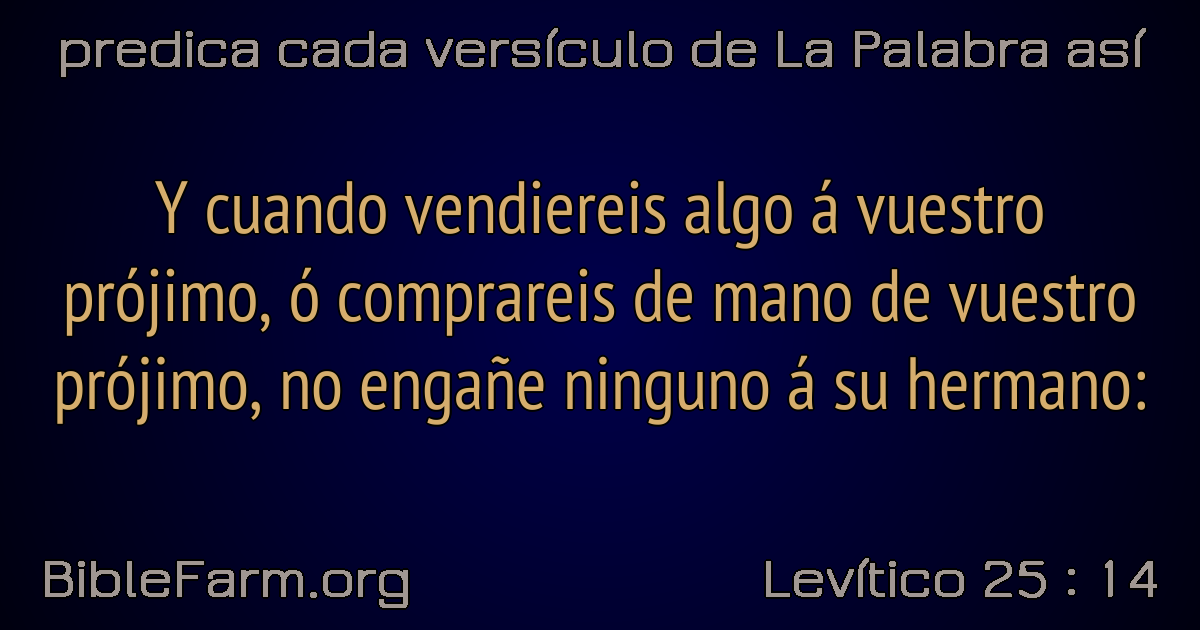 predica cada versículo de La Palabra así
Y cuando vendiereis algo á vuestro
prójimo, ó comprareis de mano de vuestro
prójimo, no engañe ninguno á su hermano:
BibleFarm.org
Levítico 25 : 14